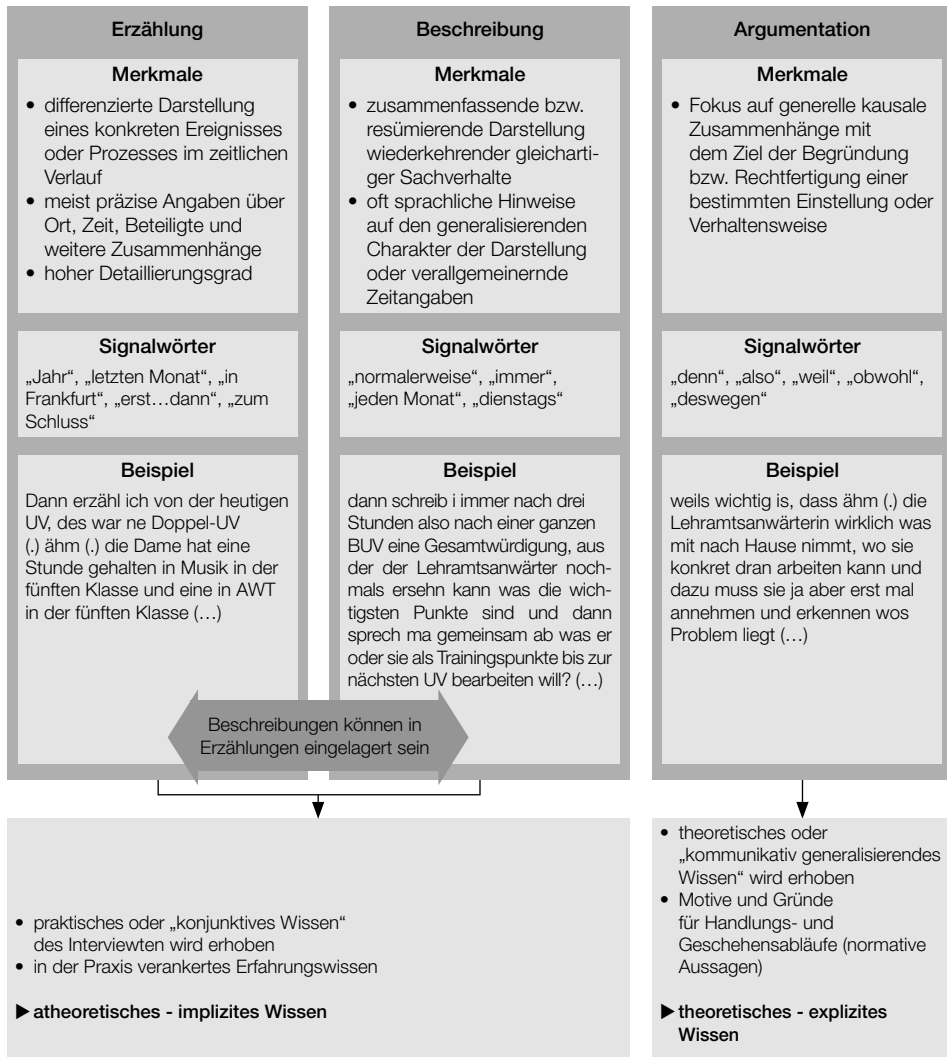 Erzählung
Merkmale
• differenzierte Darstellung
eines konkreten Ereignisses
oder Prozesses im zeitlichen
Verlauf
• meist präzise Angaben über
Ort, Zeit, Beteiligte und
weitere Zusammenhänge
• hoher Detaillierungsgrad
Signalwörter
„Jahr“, „letzten Monat“, „in
Frankfurt“, „erst…dann“, „zum
Schluss“
Beispiel
Dann erzähl ich von der heutigen
UV, des war ne Doppel-UV
(.) ähm (.) die Dame hat eine
Stunde gehalten in Musik in der
fünften Klasse und eine in AWT
in der fünften Klasse (…)
Beschreibung
Merkmale
• zusammenfassende bzw.
resümierende Darstellung
wiederkehrender gleicharti-
ger Sachverhalte
• oft sprachliche Hinweise
auf den generalisierenden
Charakter der Darstellung
oder verallgemeinernde
Zeitangaben
Signalwörter
„normalerweise“, „immer“,
„jeden Monat“, „dienstags“
Beispiel
dann schreib i immer nach drei
Stunden also nach einer ganzen
BUV eine Gesamtwürdigung, aus
der der Lehramtsanwärter noch-
mals ersehn kann was die wich-
tigsten Punkte sind und dann
sprech ma gemeinsam ab was er
oder sie als Trainingspunkte bis zur
nächsten UV bearbeiten will? (…)
Argumentation
Merkmale
• Fokus auf generelle kausale
Zusammenhänge mit
dem Ziel der Begründung
bzw. Rechtfertigung einer
bestimmten Einstellung oder
Verhaltensweise
Signalwörter
„denn“, „also“, „weil“, „obwohl“,
„deswegen“
Beispiel
weils wichtig is, dass ähm (.) die
Lehramtsanwärterin wirklich was
mit nach Hause nimmt, wo sie
konkret dran arbeiten kann und
dazu muss sie ja aber erst mal
annehmen und erkennen wos
Problem liegt (…)
Beschreibungen können in
Erzählungen eingelagert sein
• praktisches oder „konjunktives Wissen“
des Interviewten wird erhoben
• in der Praxis verankertes Erfahrungswissen
▶ atheoretisches - implizites Wissen
• theoretisches oder
„kommunikativ generalisierendes
Wissen“ wird erhoben
• Motive und Gründe
für Handlungs- und
Geschehensabläufe (normative
Aussagen)
▶ theoretisches - explizites
Wissen